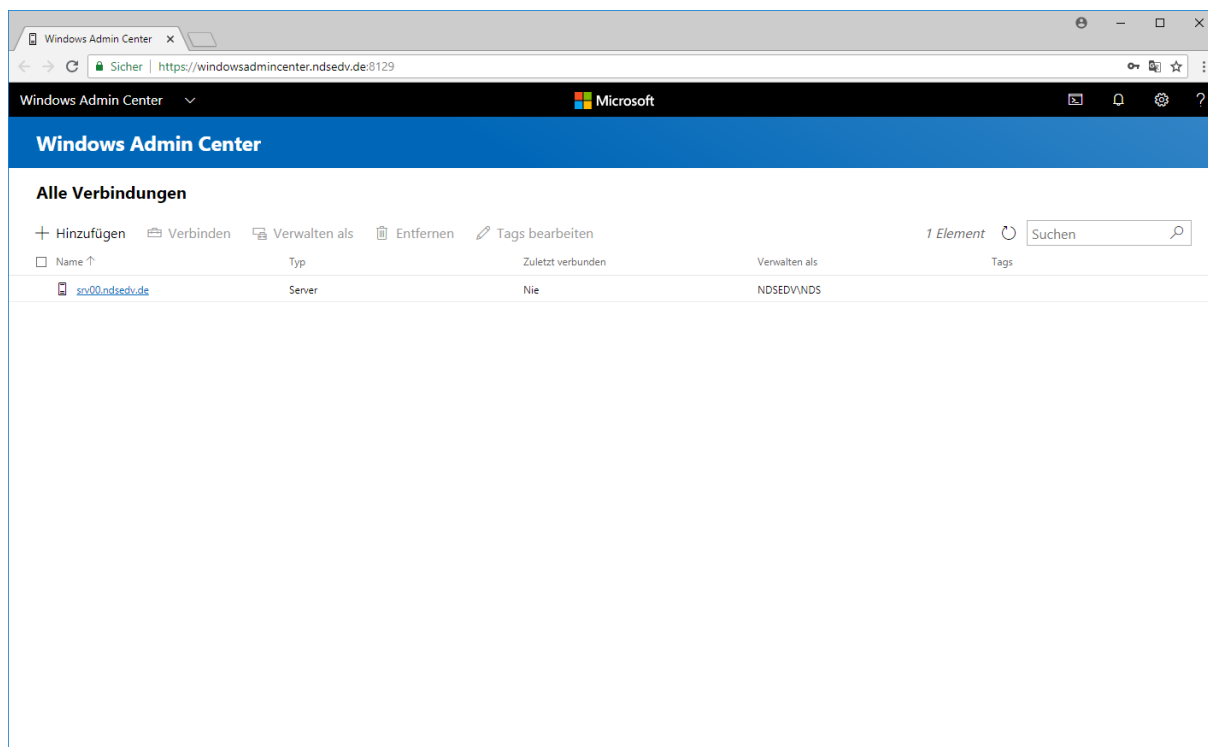 Windows Admin Center
Sicher | https://windowsadmincenter.ndsedv.de:8129
Windows Admin Center Microsoft ?
Windows Admin Center
Alle Verbindungen
Hinzufügen Verbinden Verwalten als Entfernen Tags bearbeiten 1 Element Suchen
Name Typ Zuletzt verbunden Verwalten als Tags
srv00.ndsedv.de Server Nie NDSEDV\NDS